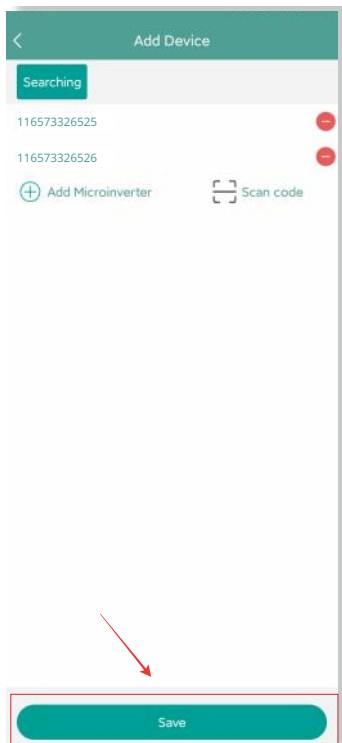 Add Device
Searching
116573326525
116573326526
Add Microinverter Scan code
Save